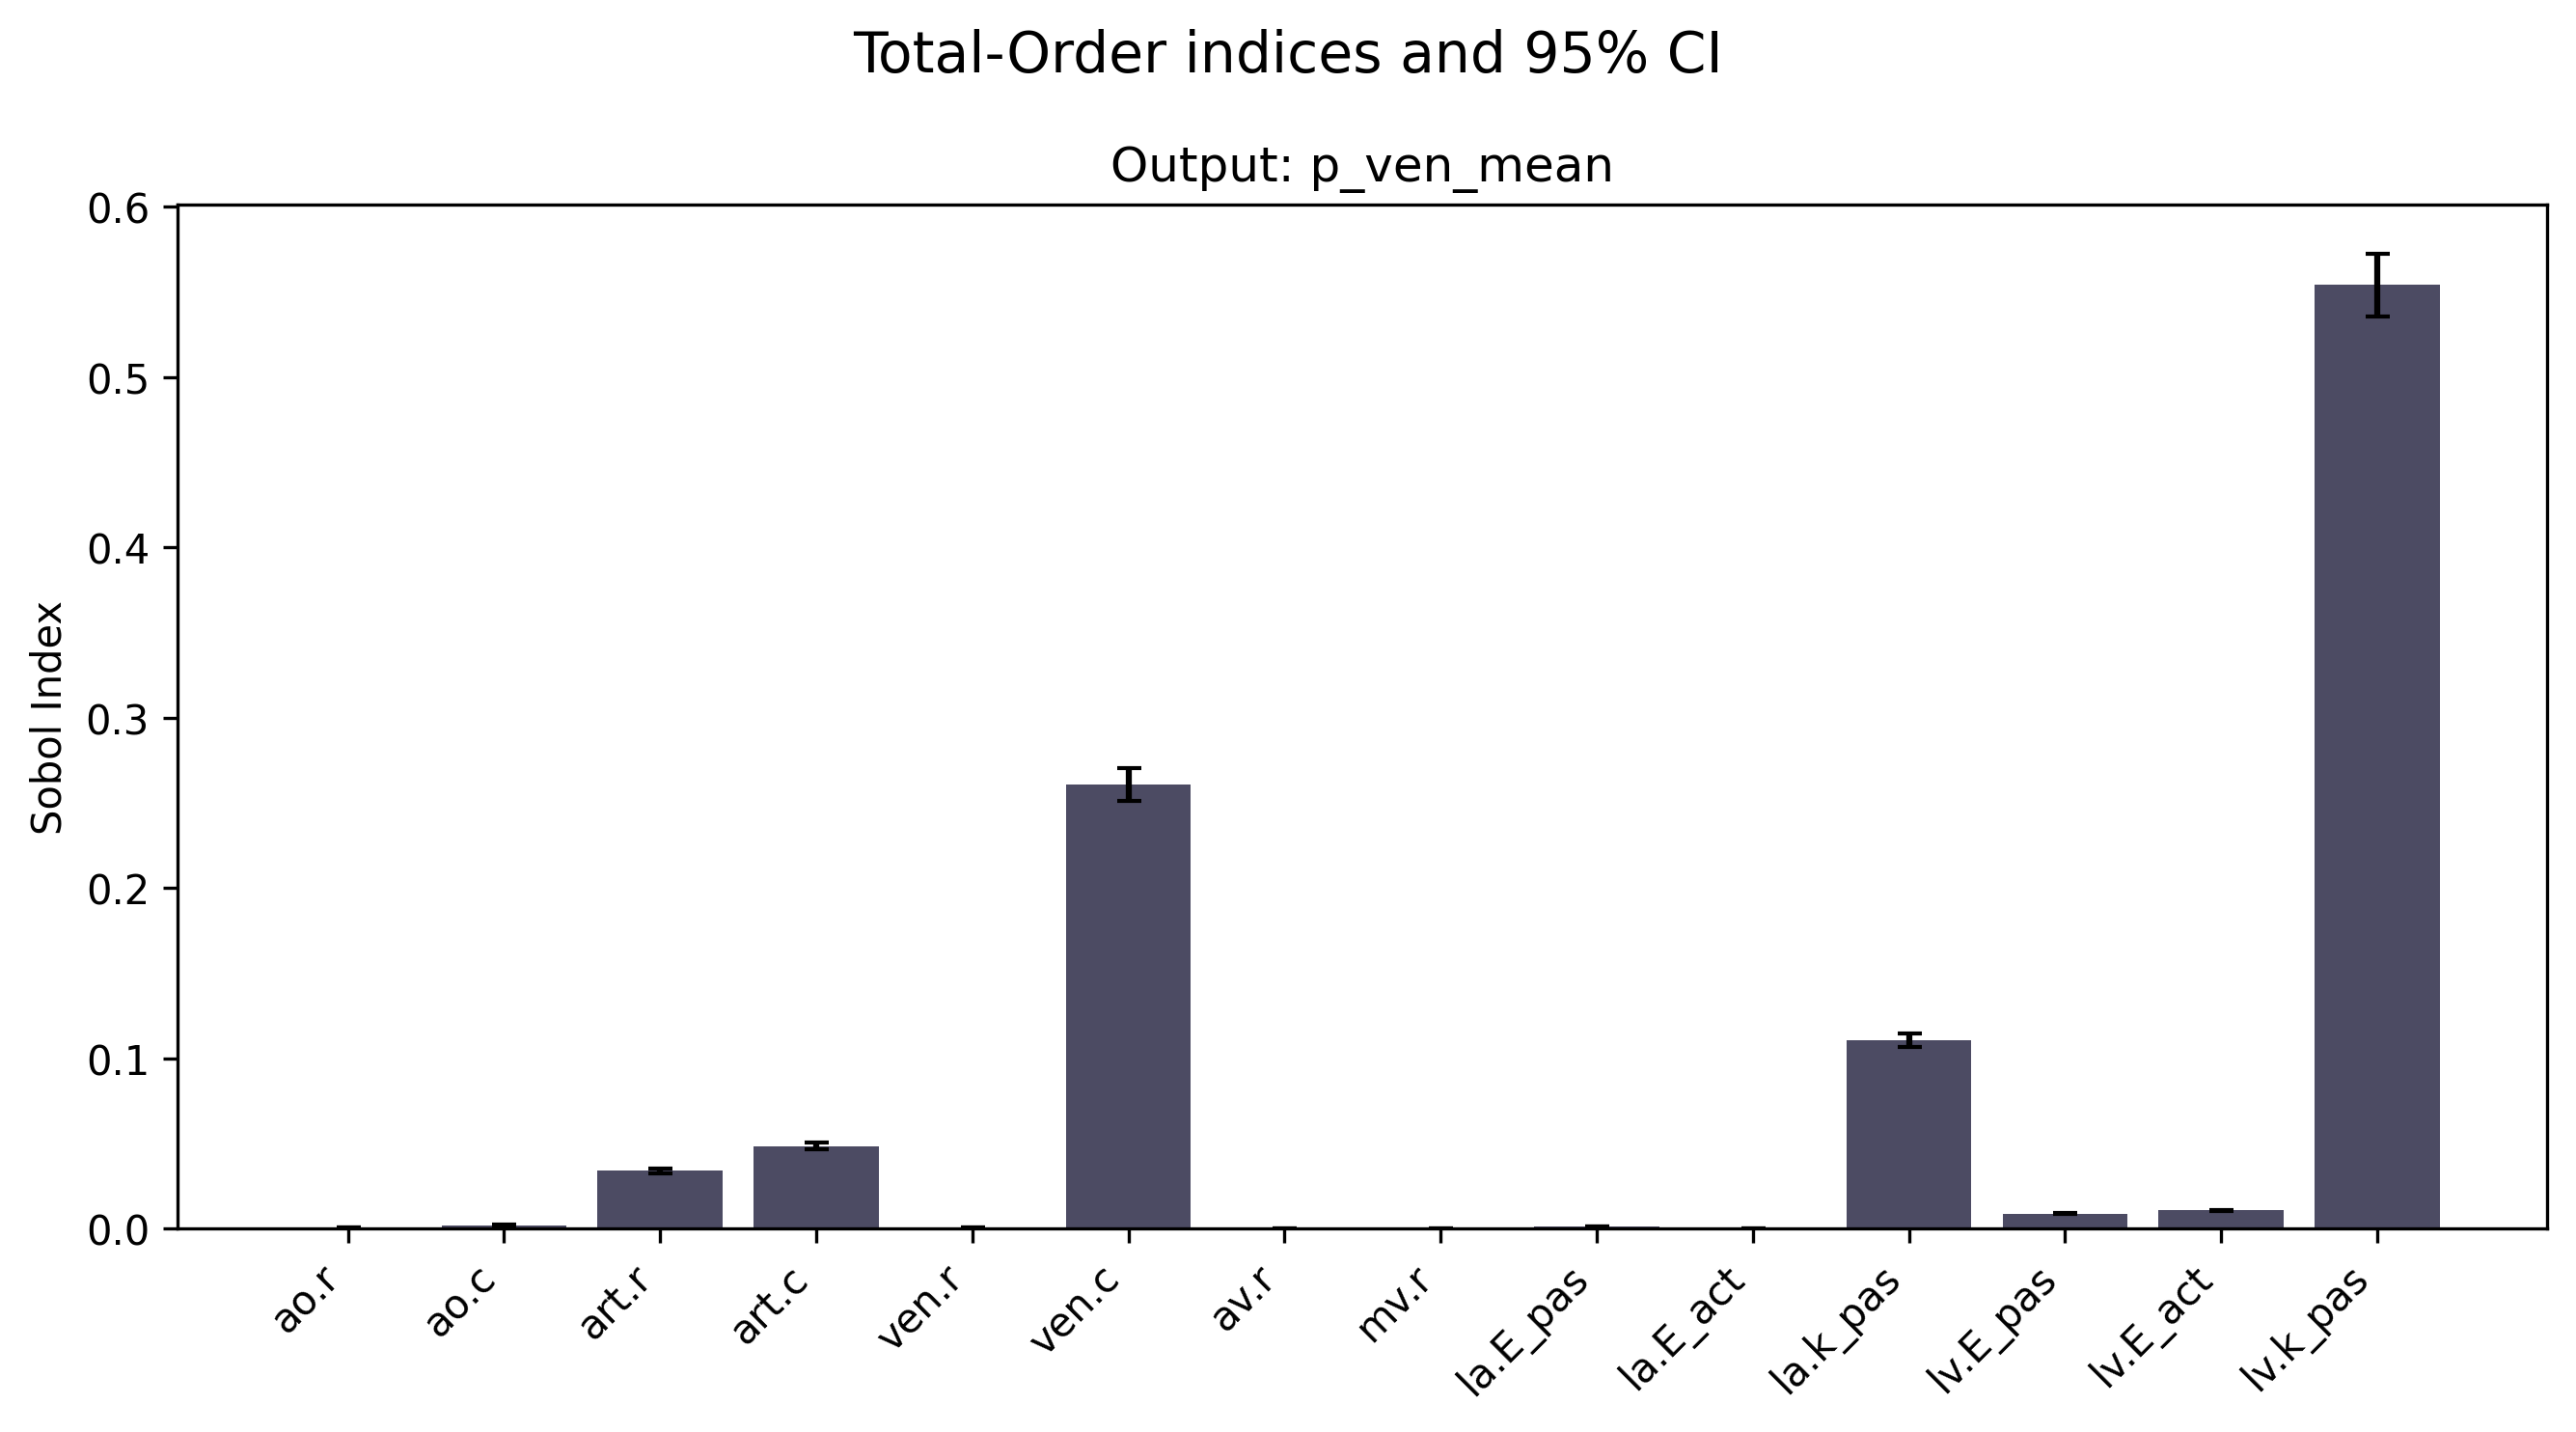 Total-Order indices and 95% CI
Output: p_ven_mean
Sobol Index
0.6
0.5
0.4
0.3
0.2
0.1
0.0
ao.r
ao.c
art.r
art.c
ven.r
ven.c
av.r
mv.r
la.E_pas
la.E_act
la.k_pas
lv.E_pas
lv.E_act
lv.k_pas